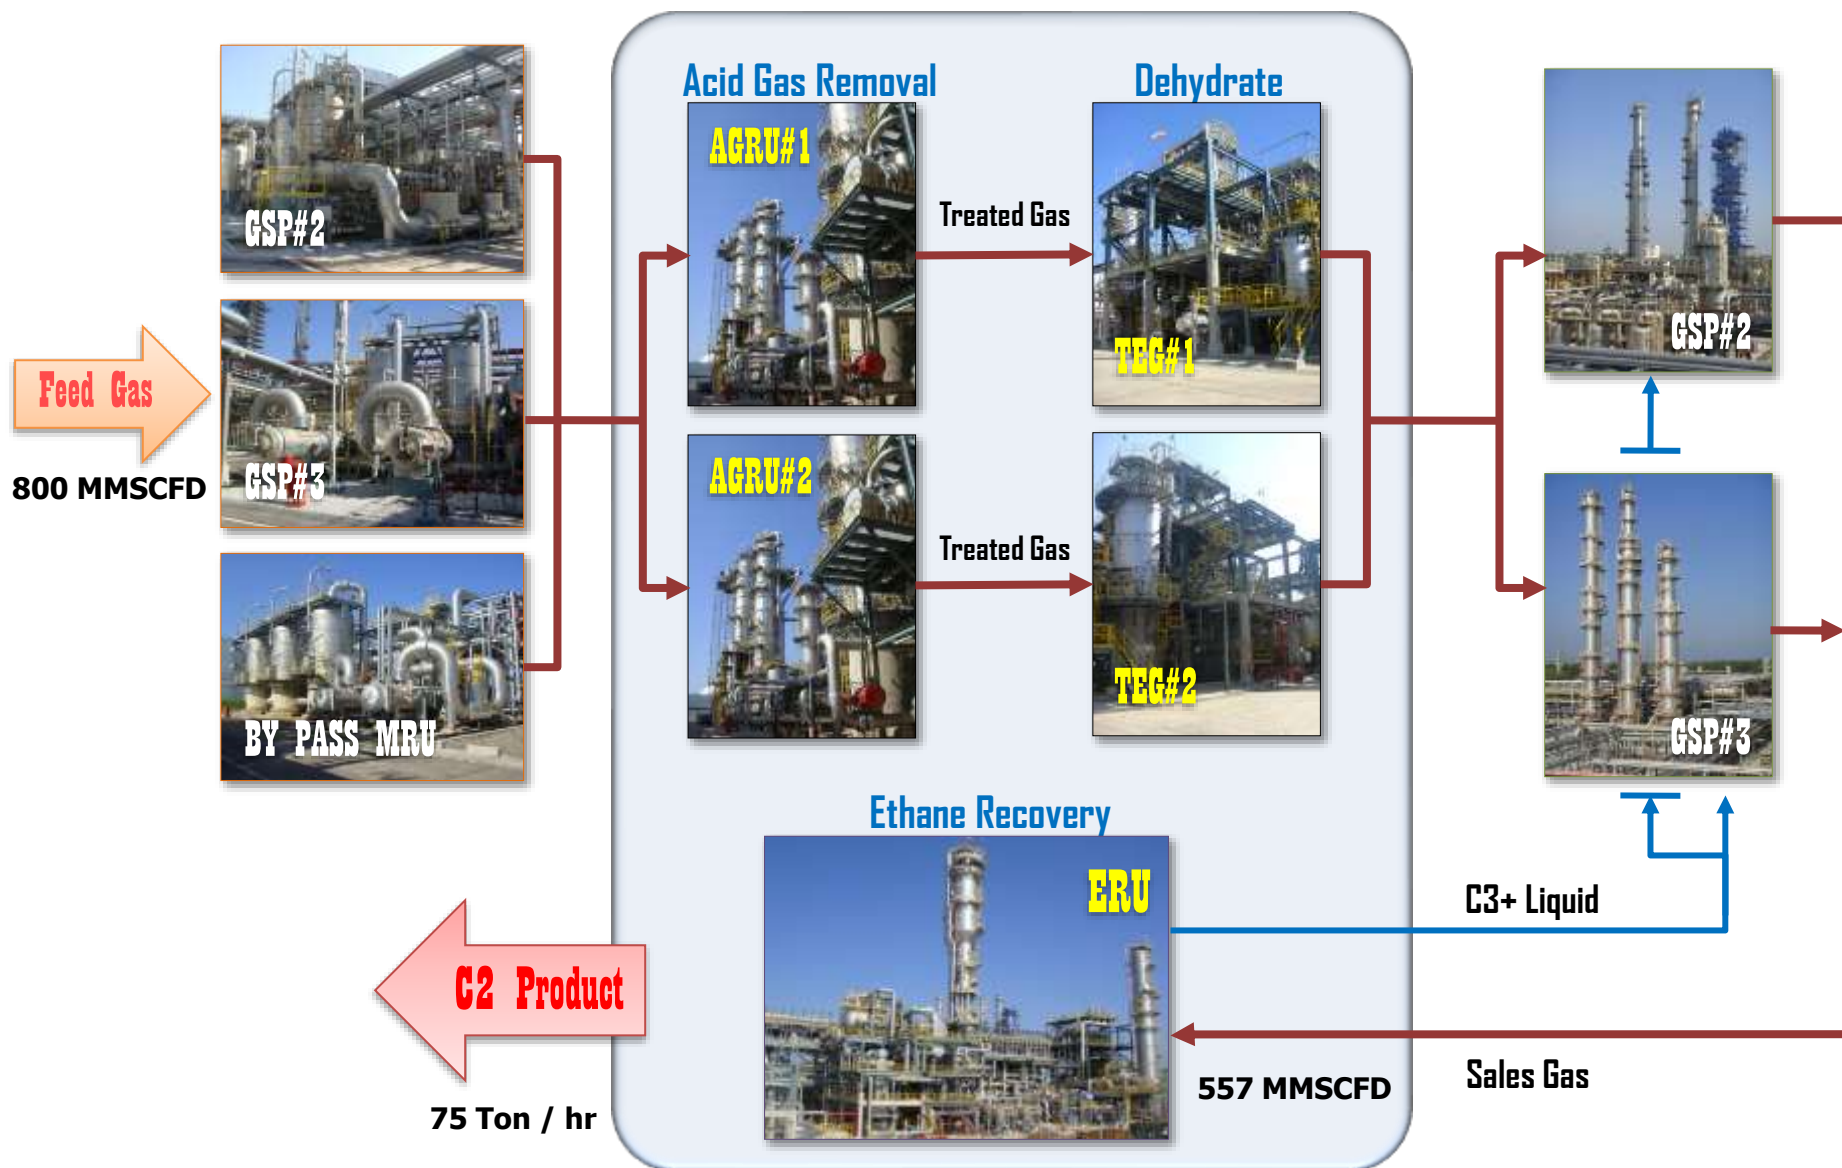 Acid Gas Removal
Dehydrate
AGRU#1
Treated Gas
GSP#2
TEG#1
GSP#2
Feed Gas
800 MMSCFD
GSP#3
AGRU#2
Treated Gas
TEG#2
GSP#3
BY PASS MRU
Ethane Recovery
ERU
C3+ Liquid
C2 Product
75 Ton / hr
557 MMSCFD
Sales Gas